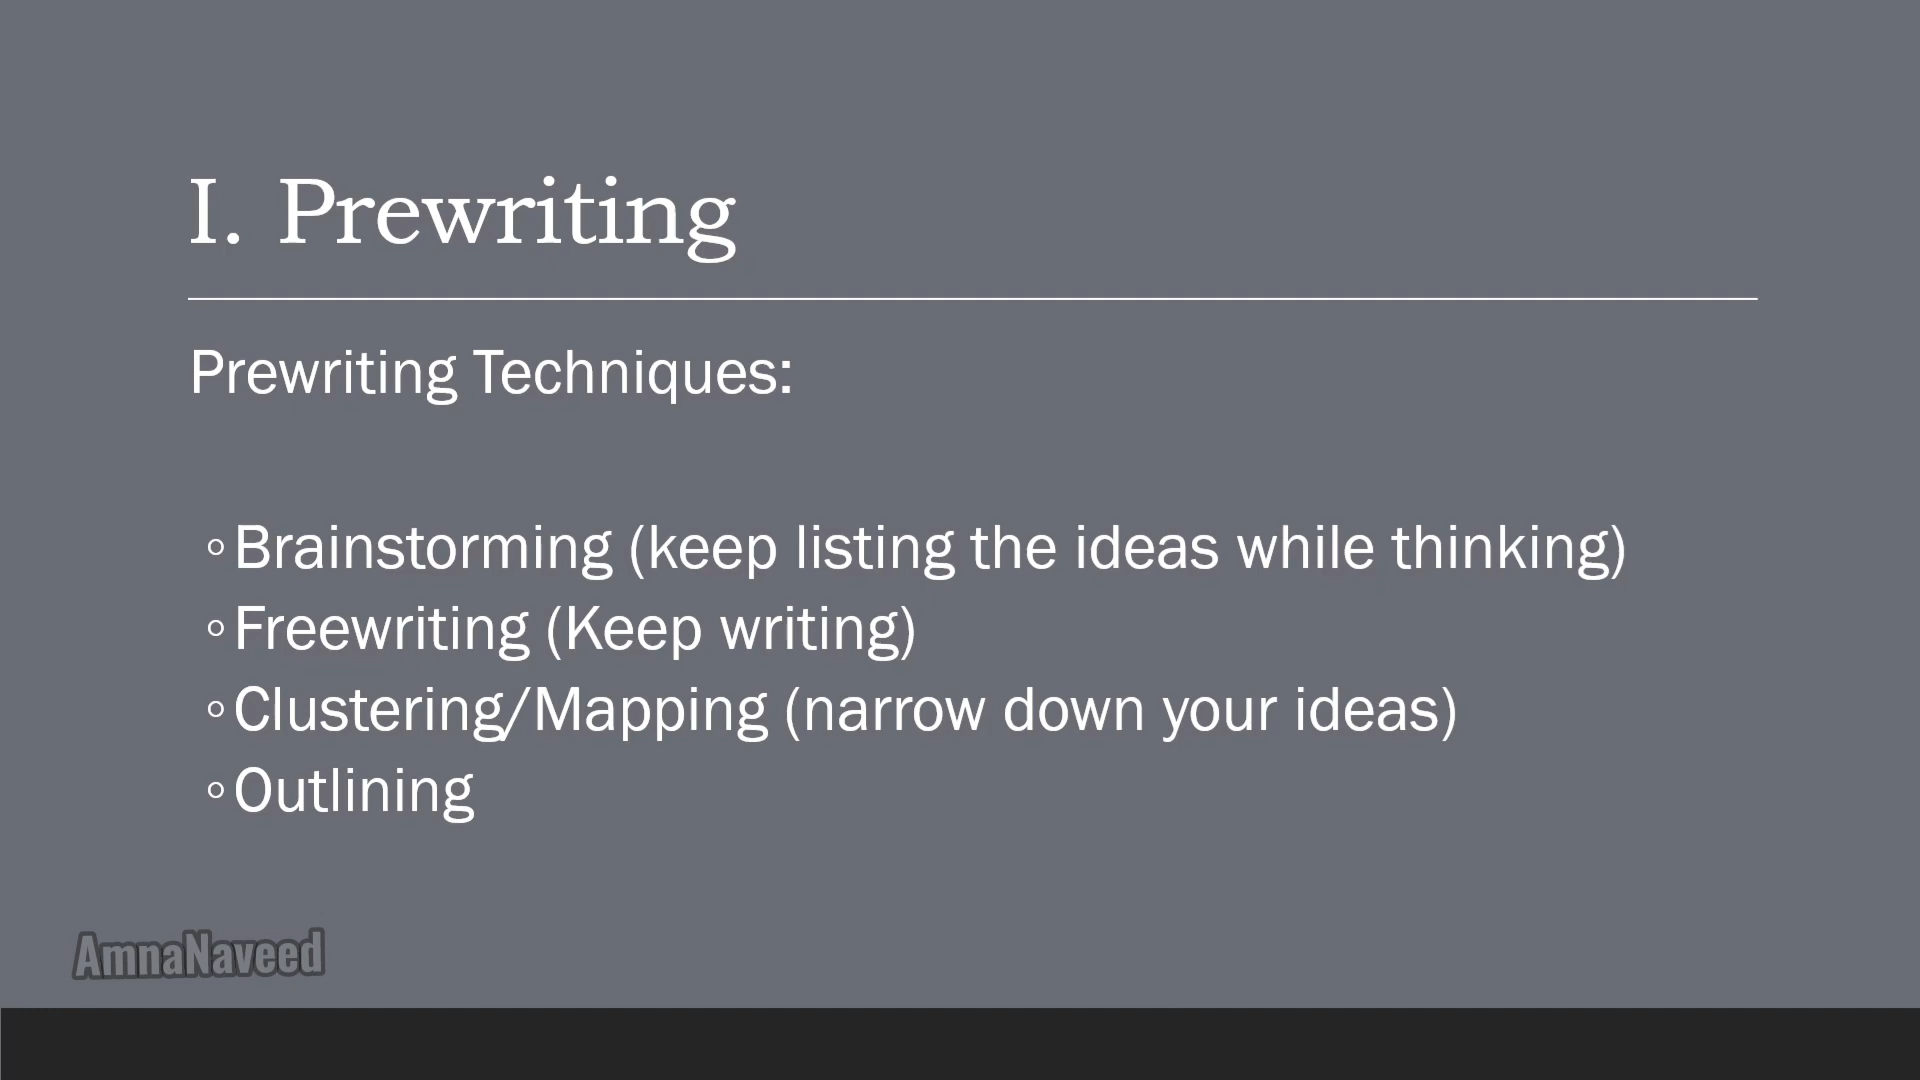 I. Prewriting
Prewriting Techniques:
◦Brainstorming (keep listing the ideas while thinking)
◦Freewriting (Keep writing)
◦Clustering/Mapping (narrow down your ideas)
◦Outlining
AmnaNaveed